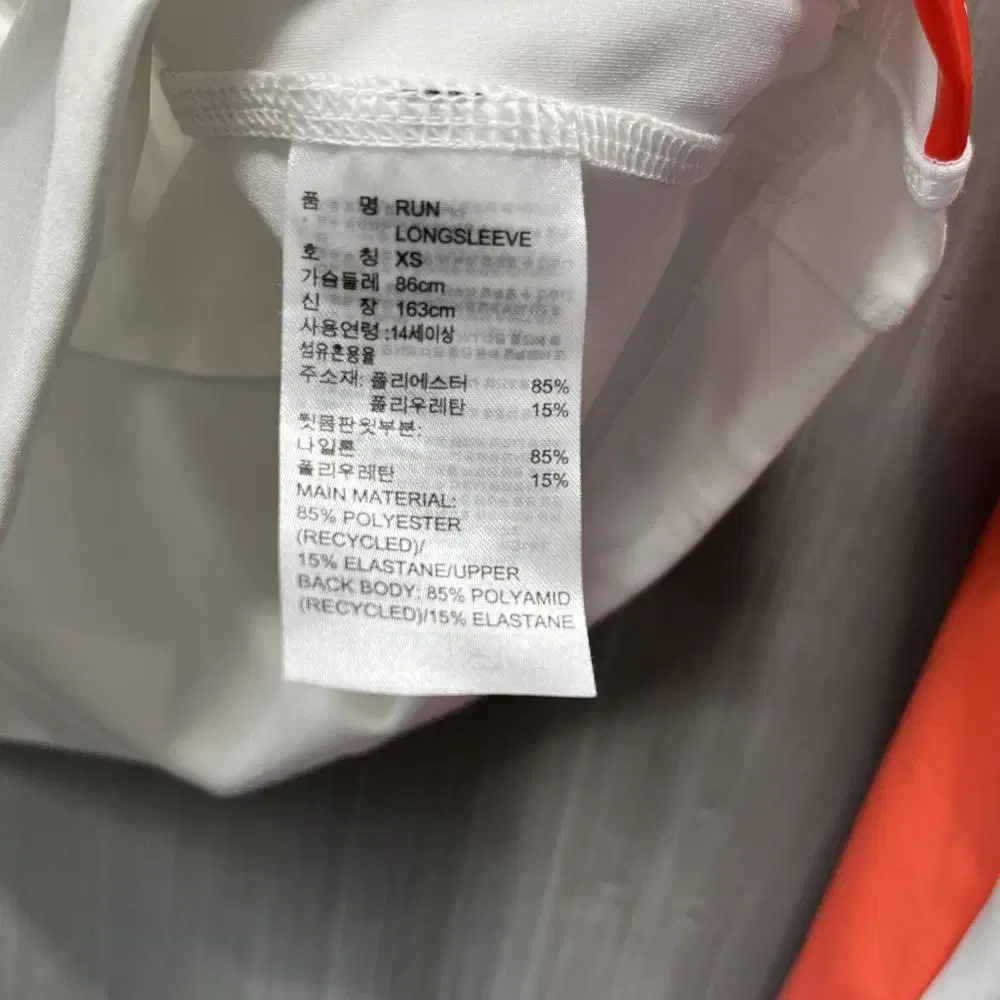 품 명 RUN
LONGSLEEVE
호 칭 XS
가슴둘레 86cm
신 장 163cm
사용연령 :14세이상
섬유혼용율
주소재: 폴리에스터 85%
폴리우레탄 15%
뒷몸판윗부분:
나일론 85%
폴리우레탄 15%
MAIN MATERIAL:
85% POLYESTER
(RECYCLED)/
15% ELASTANE/UPPER
BACK BODY: 85% POLYAMID
(RECYCLED)/15% ELASTANE